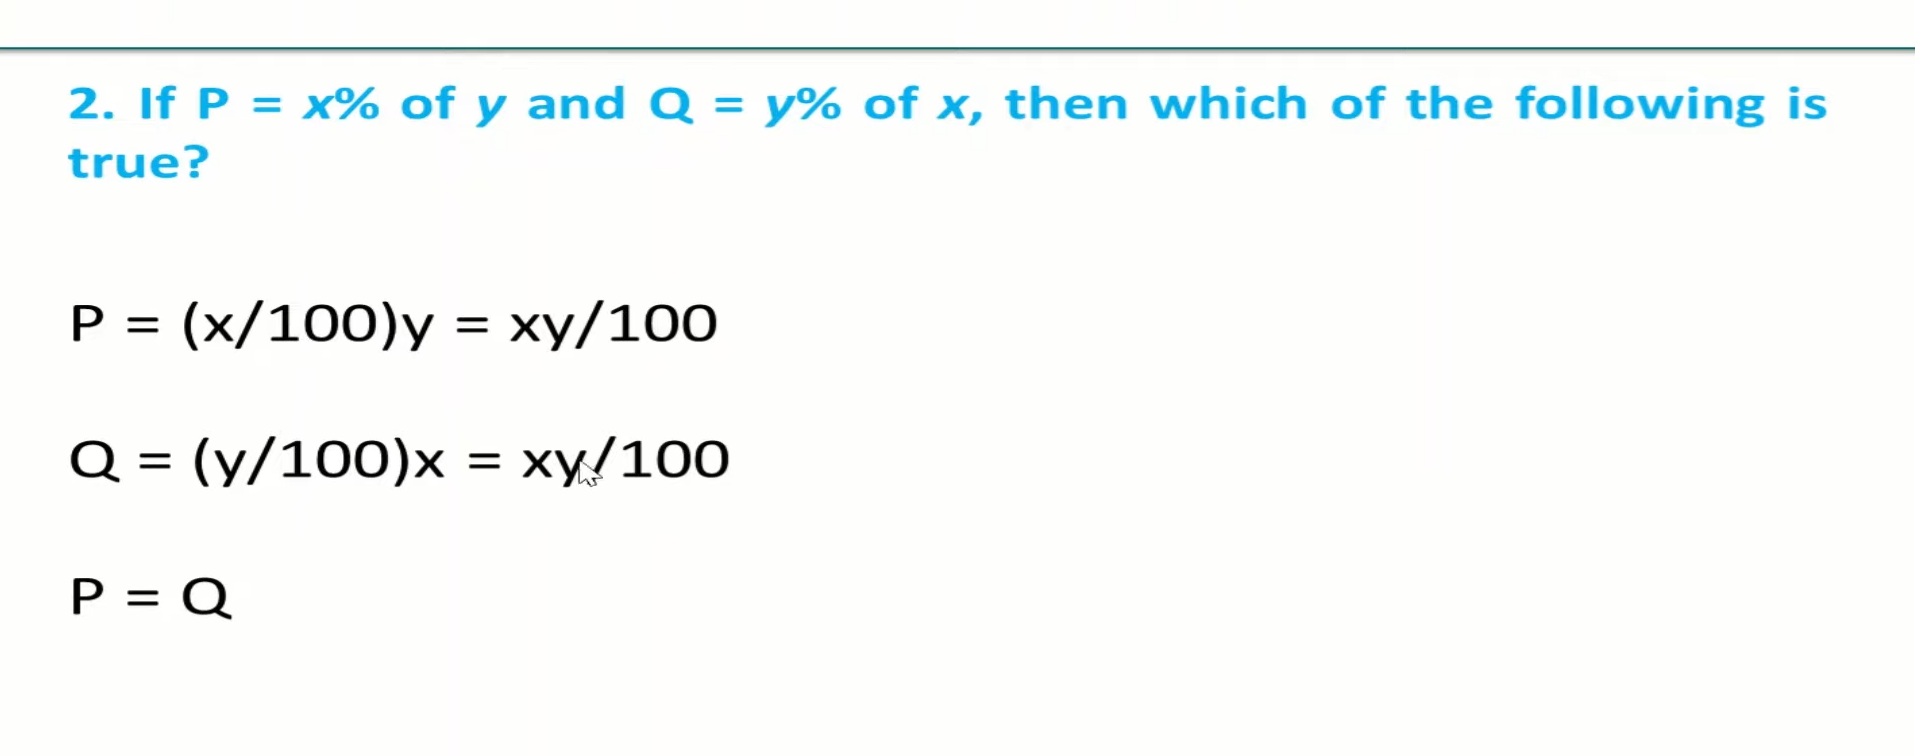 2. If P = x% of y and Q = y% of x, then which of the following is
true?
P = (x/100)y = xy/100
Q = (y/100)x = xy/100
P = Q